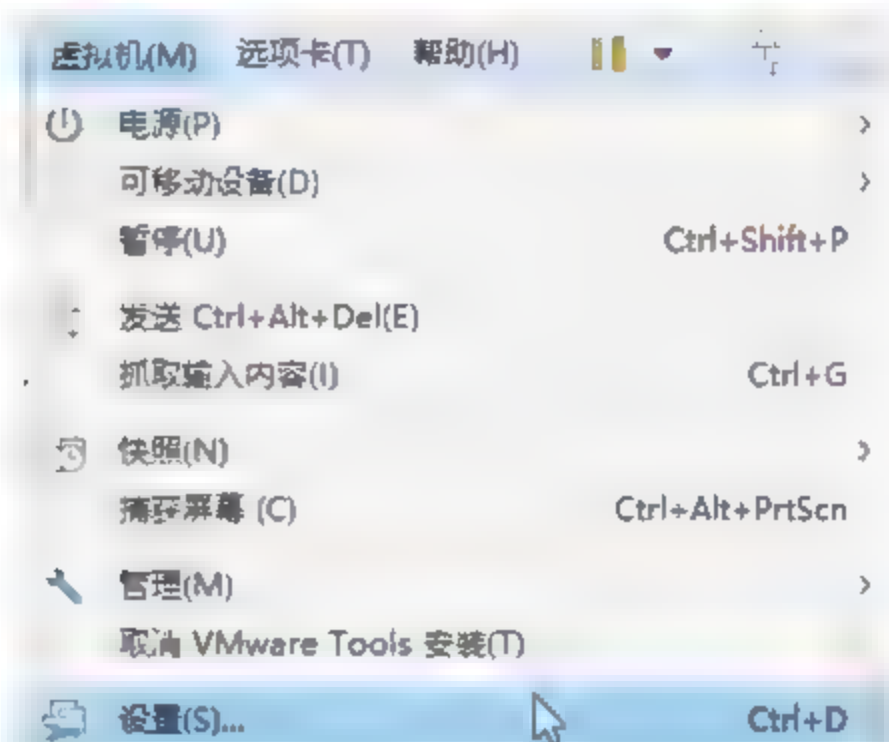 虚拟机(M) 选项卡(T) 帮助(H)
电源(P)
可移动设备(D)
暂停(U) Ctrl+Shift+P
发送 Ctrl+Alt+Del(E)
抓取输入内容(I) Ctrl+G
快照(N)
捕获屏幕 (C) Ctrl+Alt+PrtScn
管理(M)
取消 VMware Tools 安装(T)
设置(S)... Ctrl+D